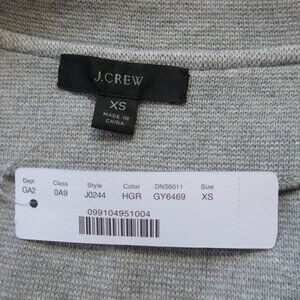 J.CREW
XS
MADE IN
CHINA
Dept Class Style Color DNS6011 Size
GA2 0A9 J0244 HGR GY6469 XS
099104951004